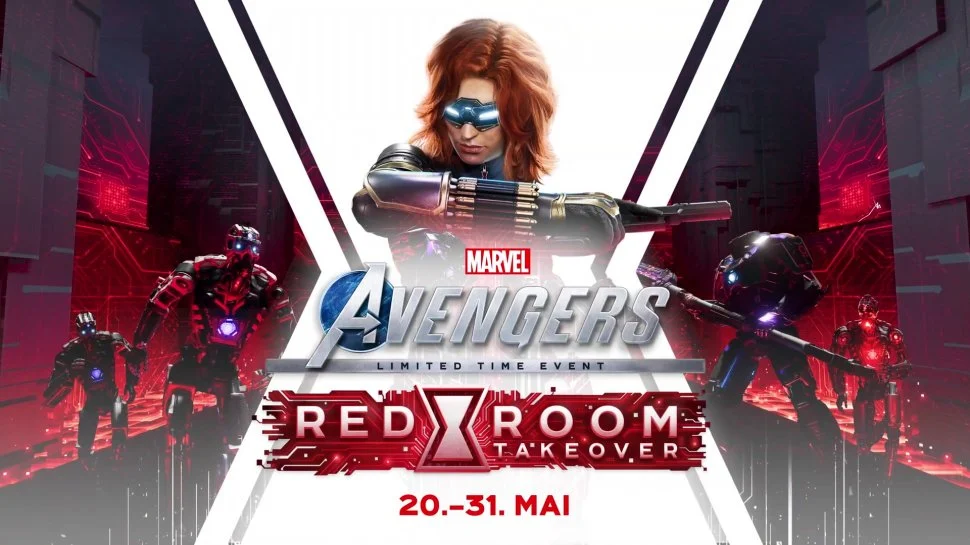 MARVEL
AVENGERS
LIMITED TIME EVENT
RED ROOM
TAKEOVER
20.–31. MAI